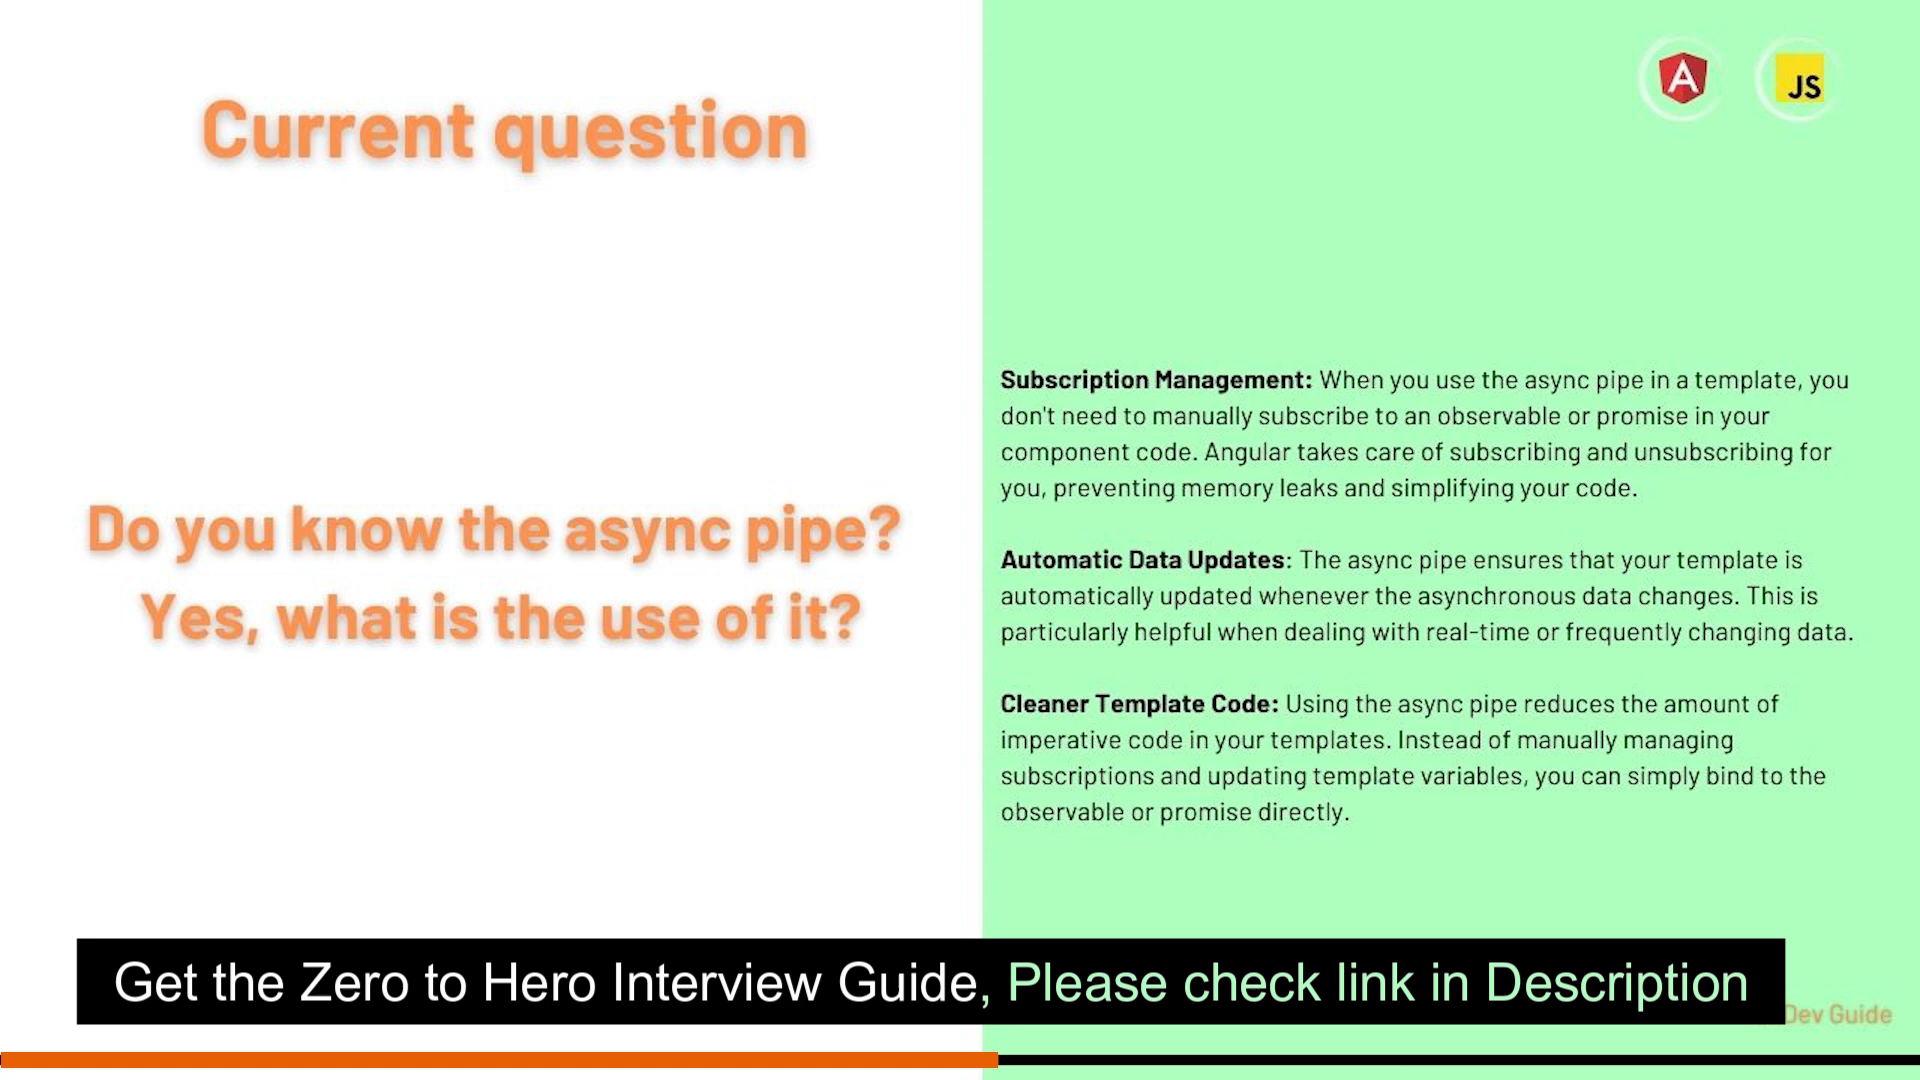 Current question
Do you know the async pipe?
Yes, what is the use of it?
A
JS
Subscription Management: When you use the async pipe in a template, you
don't need to manually subscribe to an observable or promise in your
component code. Angular takes care of subscribing and unsubscribing for
you, preventing memory leaks and simplifying your code.
Automatic Data Updates: The async pipe ensures that your template is
automatically updated whenever the asynchronous data changes. This is
particularly helpful when dealing with real-time or frequently changing data.
Cleaner Template Code: Using the async pipe reduces the amount of
imperative code in your templates. Instead of manually managing
subscriptions and updating template variables, you can simply bind to the
observable or promise directly.
Get the Zero to Hero Interview Guide, Please check link in Description
Dev Guide